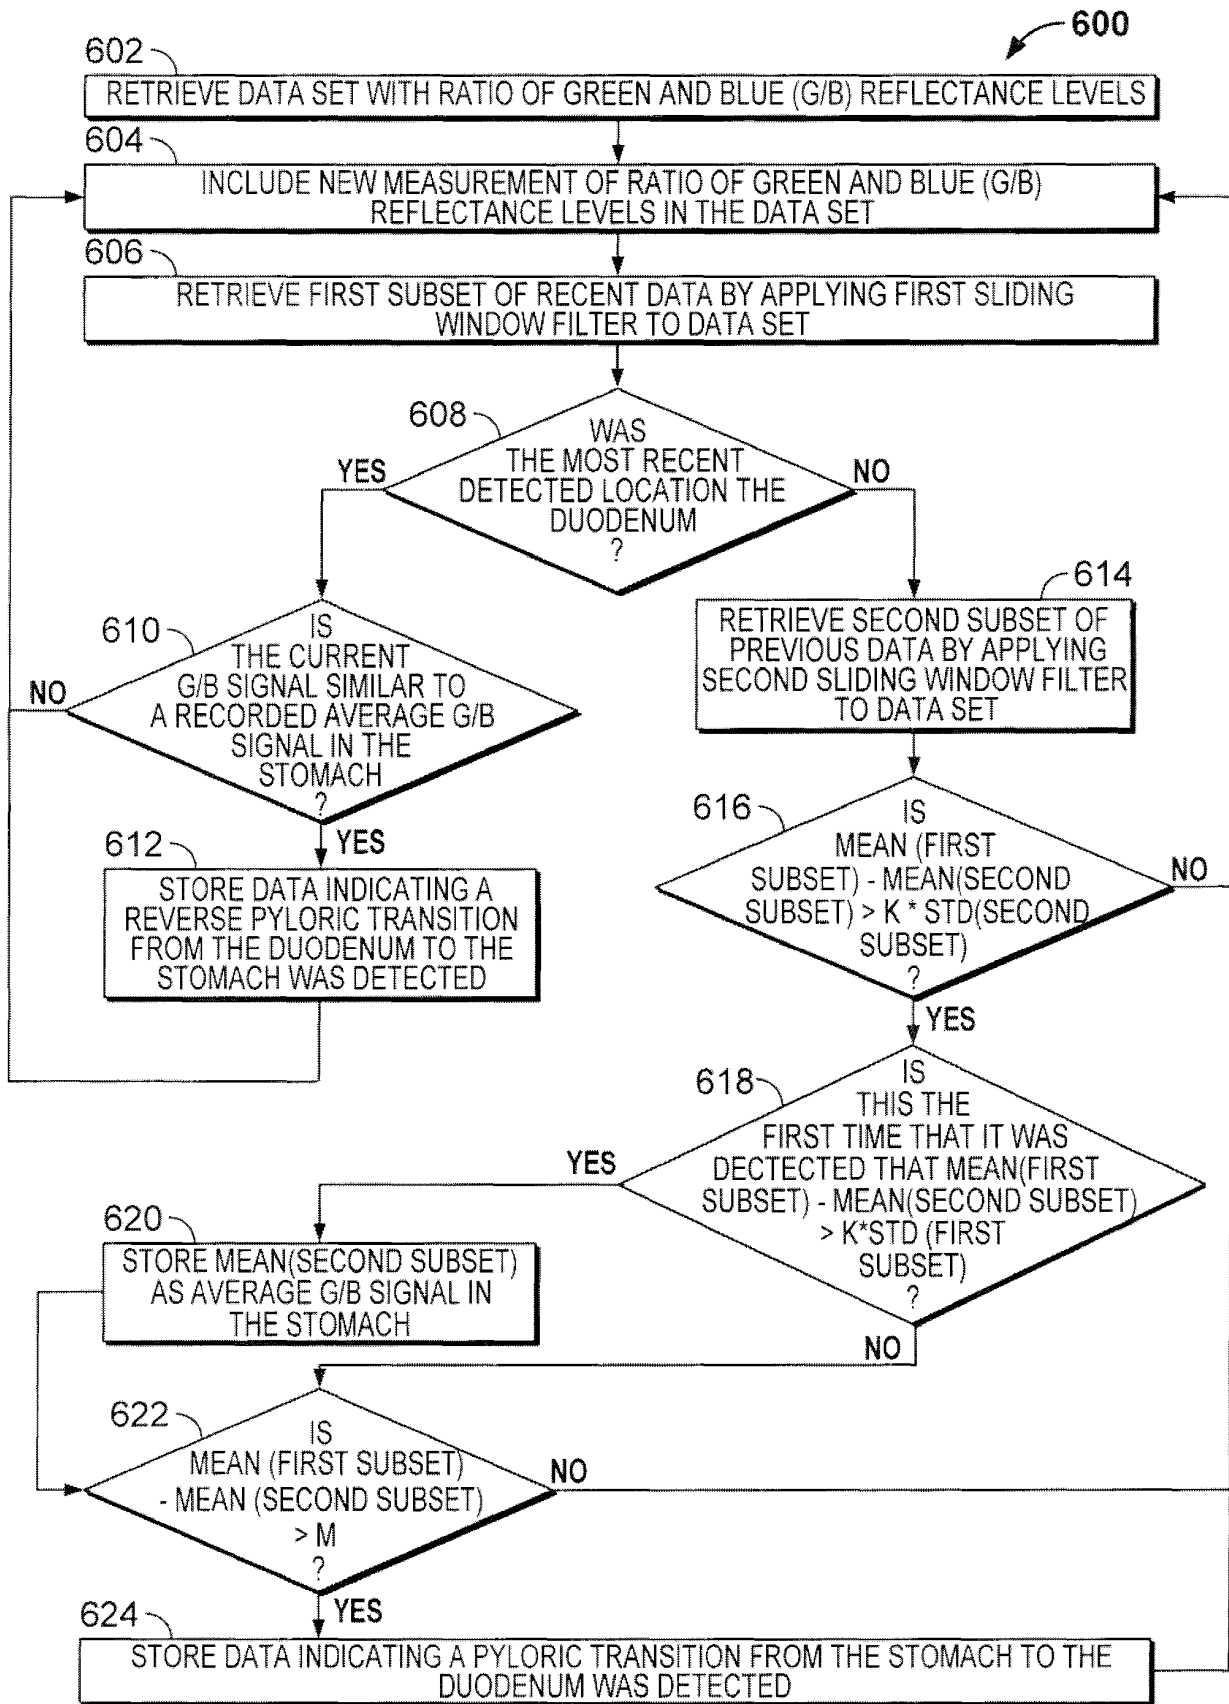 600
602
RETRIEVE DATA SET WITH RATIO OF GREEN AND BLUE (G/B) REFLECTANCE LEVELS
604
INCLUDE NEW MEASUREMENT OF RATIO OF GREEN AND BLUE (G/B)
REFLECTANCE LEVELS IN THE DATA SET
606
RETRIEVE FIRST SUBSET OF RECENT DATA BY APPLYING FIRST SLIDING
WINDOW FILTER TO DATA SET
608
WAS
THE MOST RECENT
DETECTED LOCATION THE
DUODENUM
?
YES
NO
610
IS
THE CURRENT
G/B SIGNAL SIMILAR TO
A RECORDED AVERAGE G/B
SIGNAL IN THE
STOMACH
?
NO
YES
612
STORE DATA INDICATING A
REVERSE PYLORIC TRANSITION
FROM THE DUODENUM TO THE
STOMACH WAS DETECTED
614
RETRIEVE SECOND SUBSET OF
PREVIOUS DATA BY APPLYING
SECOND SLIDING WINDOW FILTER
TO DATA SET
616
IS
MEAN (FIRST
SUBSET) - MEAN(SECOND
SUBSET) > K * STD(SECOND
SUBSET)
?
NO
YES
618
IS
THIS THE
FIRST TIME THAT IT WAS
DECTECTED THAT MEAN(FIRST
SUBSET) - MEAN(SECOND SUBSET)
> K*STD (FIRST
SUBSET)
?
YES
NO
620
STORE MEAN(SECOND SUBSET)
AS AVERAGE G/B SIGNAL IN
THE STOMACH
622
IS
MEAN (FIRST SUBSET)
- MEAN (SECOND SUBSET)
> M
?
NO
YES
624
STORE DATA INDICATING A PYLORIC TRANSITION FROM THE STOMACH TO THE
DUODENUM WAS DETECTED